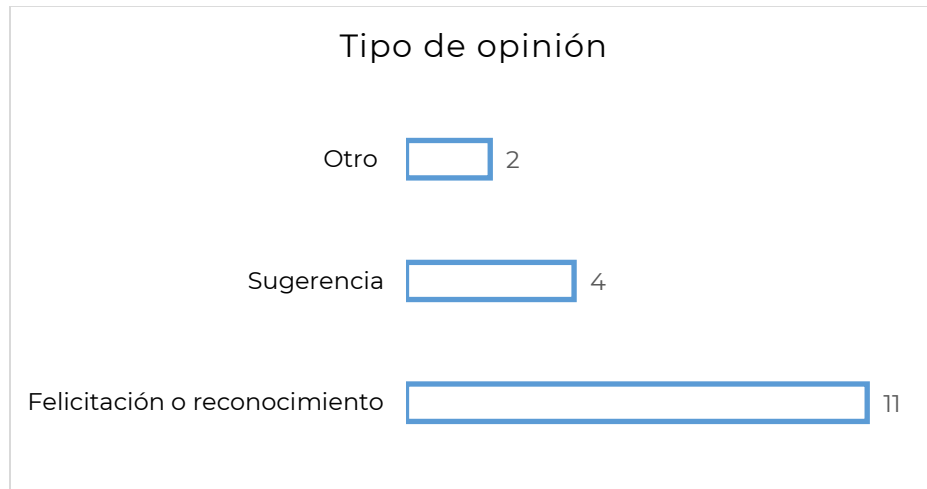 Tipo de opinión
Otro 2
Sugerencia 4
Felicitación o reconocimiento 11